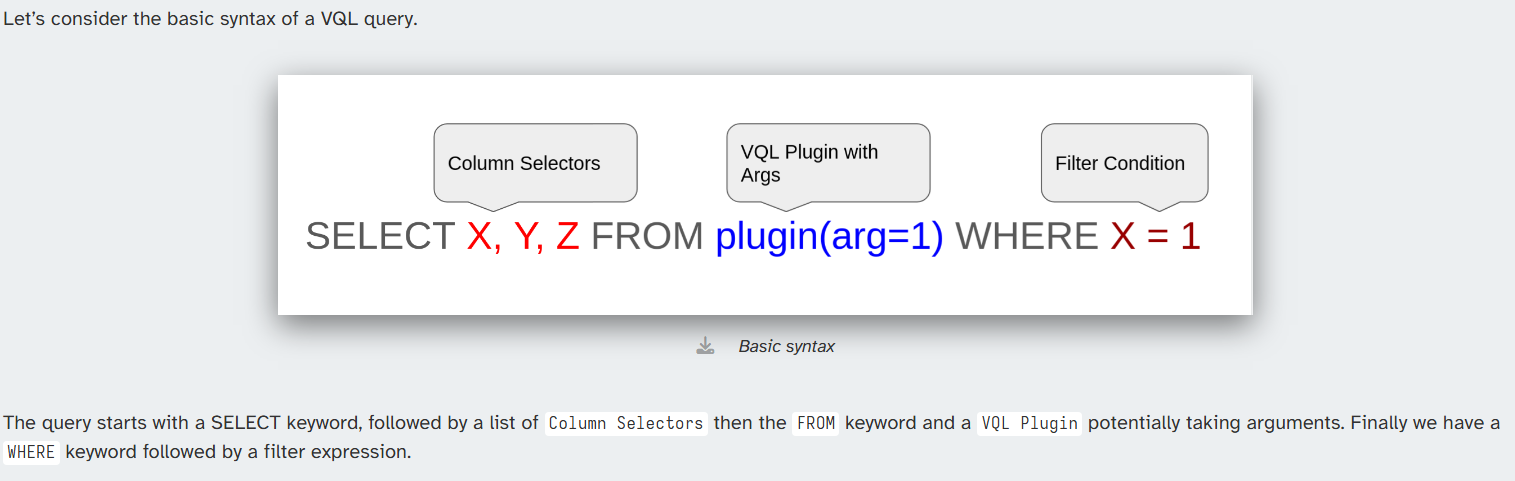 Let’s consider the basic syntax of a VQL query.
Column Selectors
VQL Plugin with
Args
Filter Condition
SELECT X, Y, Z FROM plugin(arg=1) WHERE X = 1
Basic syntax
The query starts with a SELECT keyword, followed by a list of Column Selectors then the FROM keyword and a VQL Plugin potentially taking arguments. Finally we have a
WHERE keyword followed by a filter expression.